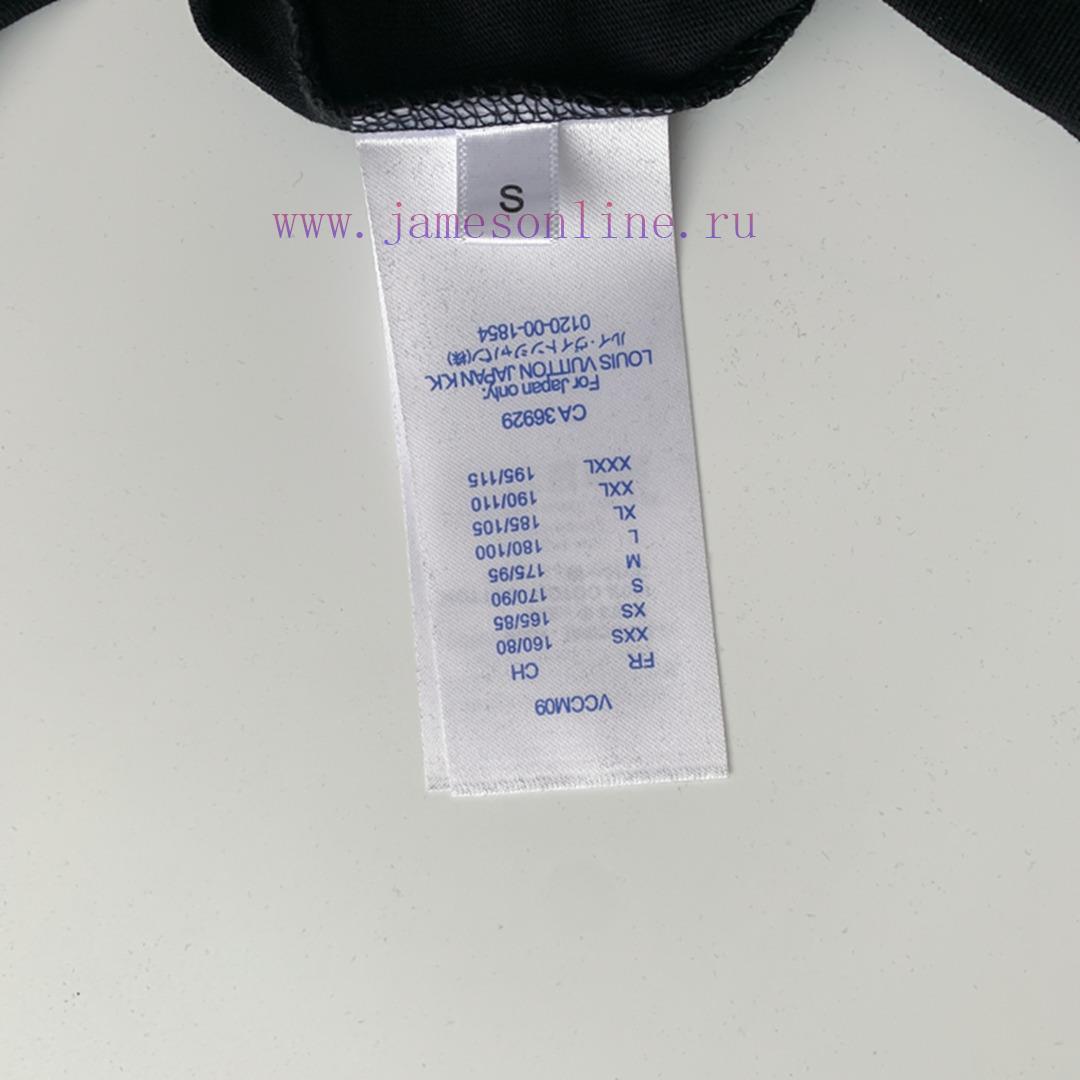 S
www.jamesonline.ru
VCCM09
FR CH
XXS 160/80
XS 165/85
S 170/90
M 175/95
L 180/100
XL 185/105
XXL 190/110
XXXL 195/115
CA 36929
For Japan only:
LOUIS VUITTON JAPAN K.K.
ルイ・ヴィトンジャパン(株)
0120-00-1854